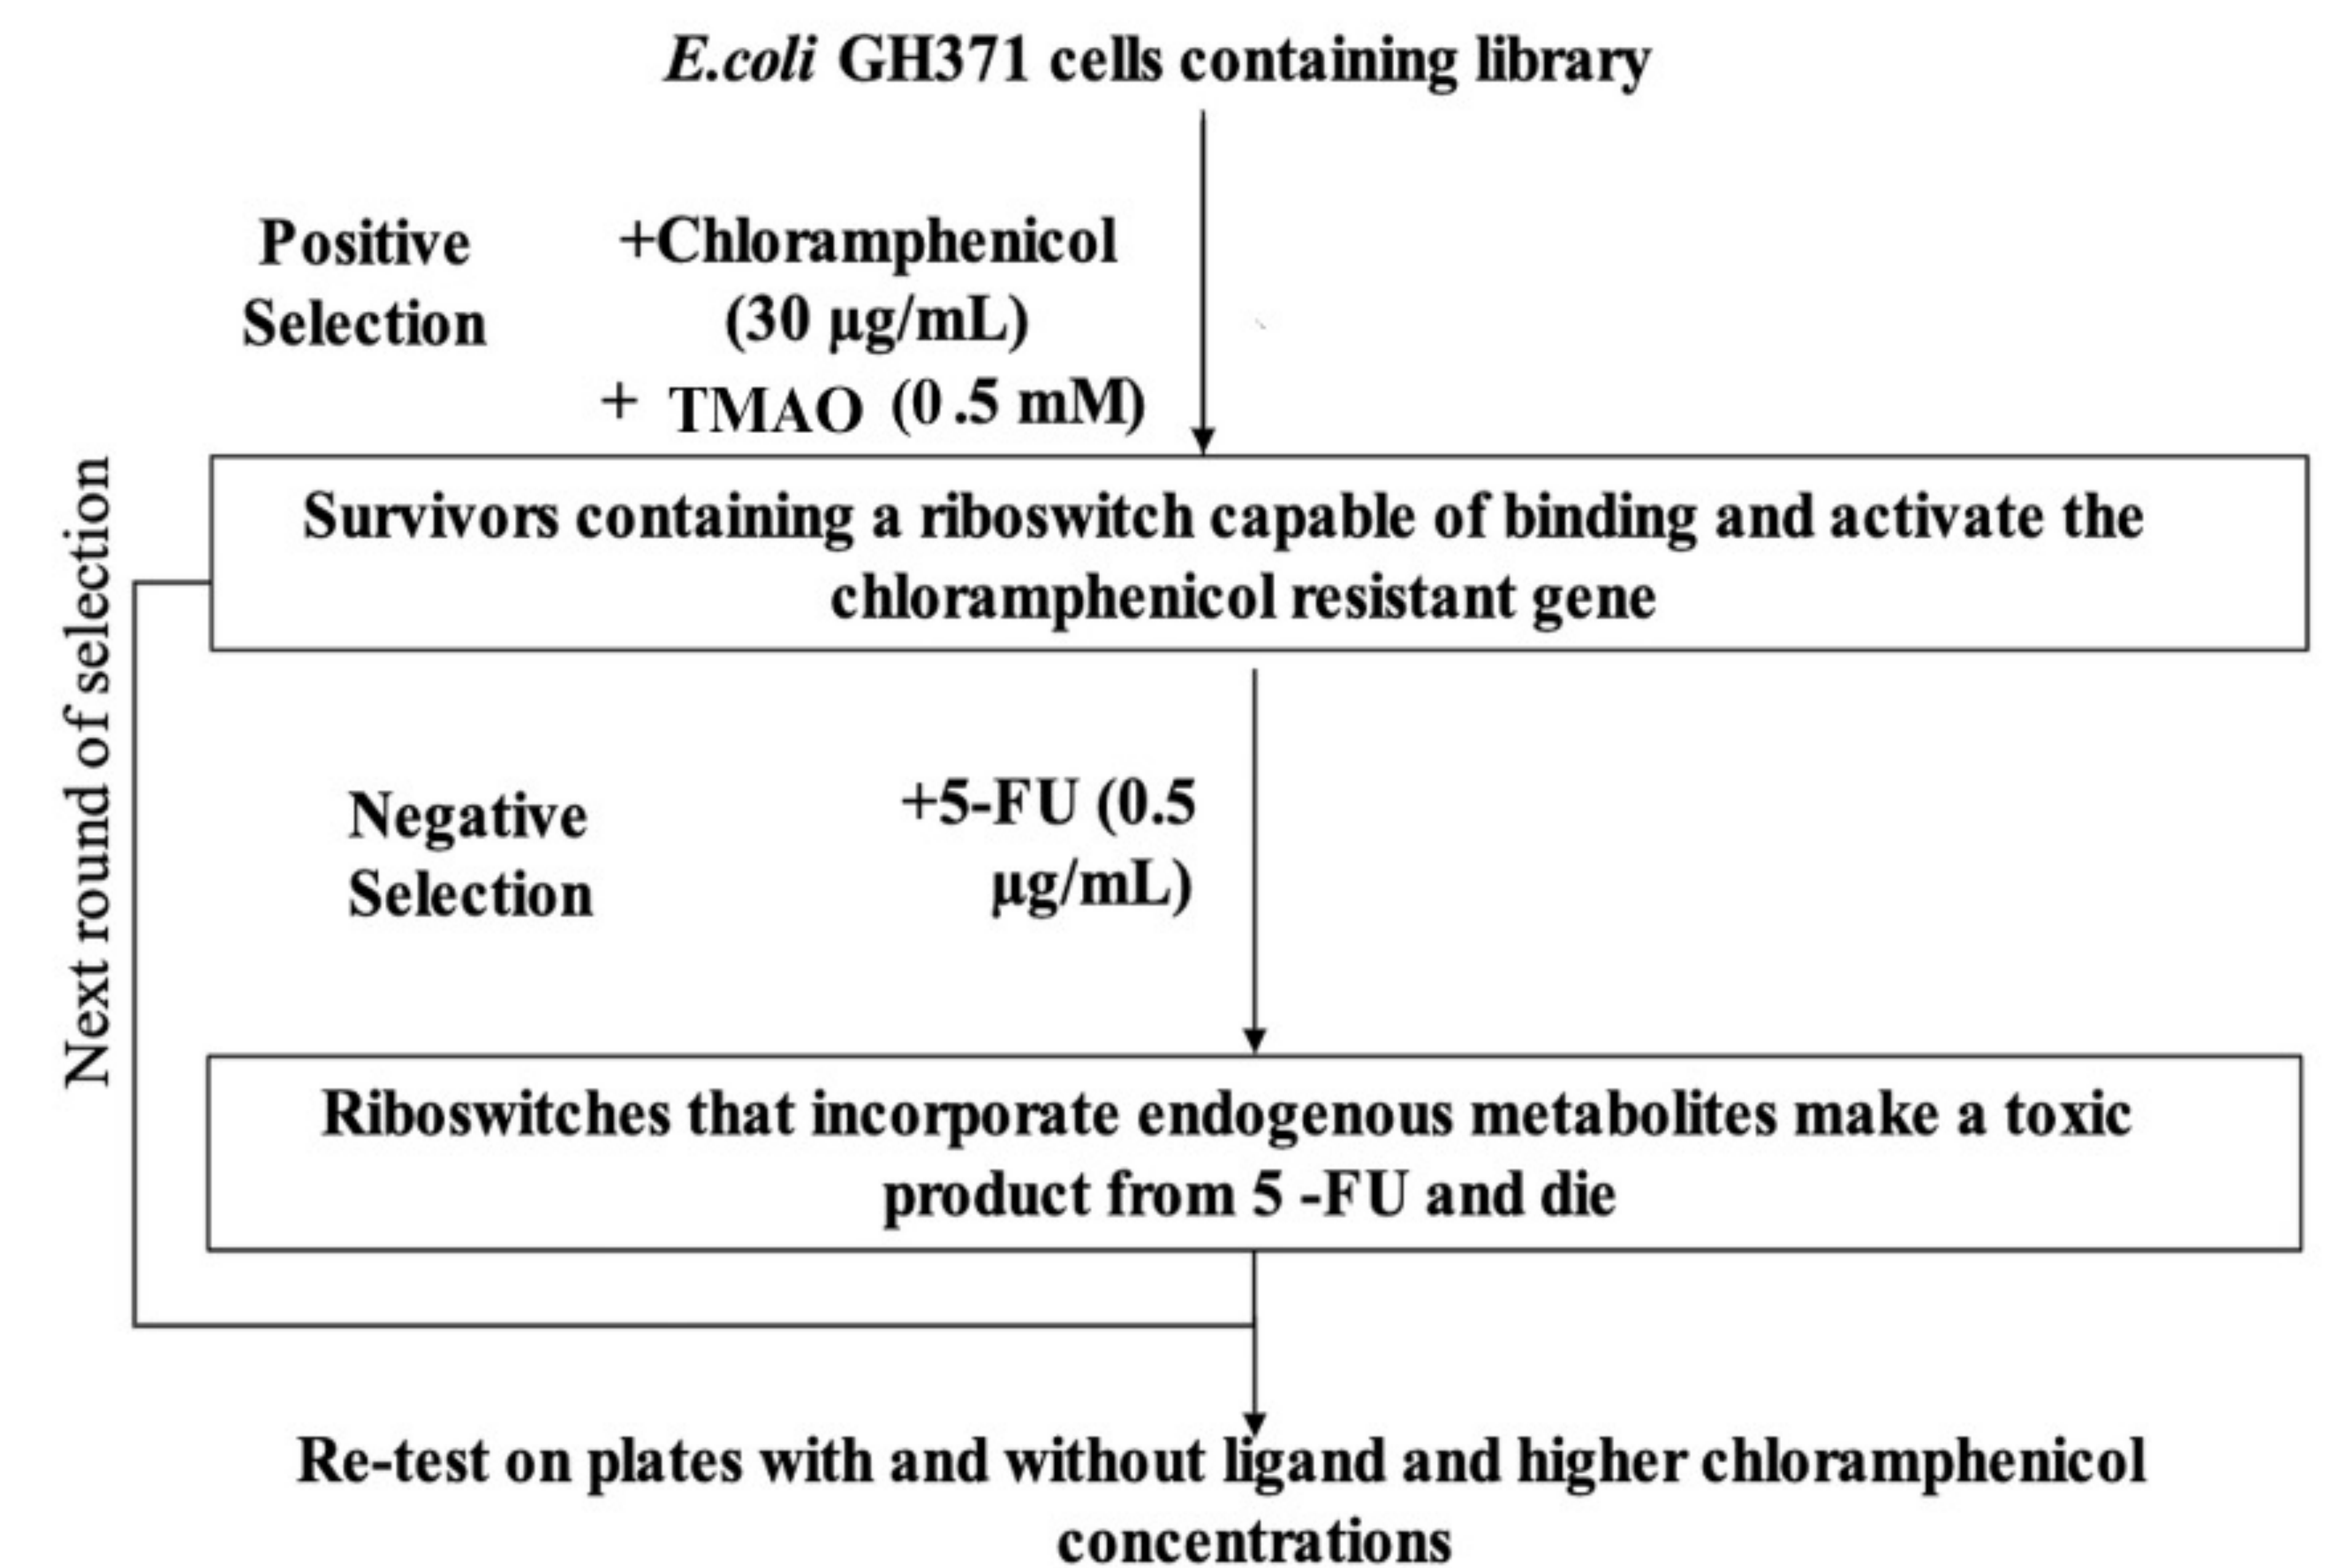 E.coli GH371 cells containing library
Positive
Selection
+Chloramphenicol
(30 µg/mL)
+ TMAO (0.5 mM)
Survivors containing a riboswitch capable of binding and activate the
chloramphenicol resistant gene
Next round of selection
Negative
Selection
+5-FU (0.5
µg/mL)
Riboswitches that incorporate endogenous metabolites make a toxic
product from 5 -FU and die
Re-test on plates with and without ligand and higher chloramphenicol
concentrations